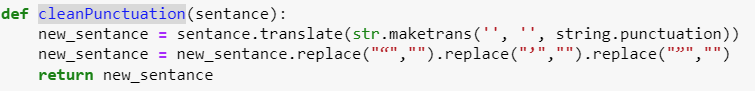 def cleanPunctuation(sentance):
    new_sentance = sentance.translate(str.maketrans('', '', string.punctuation))
    new_sentance = new_sentance.replace("“","").replace("’","").replace("”","")
    return new_sentance